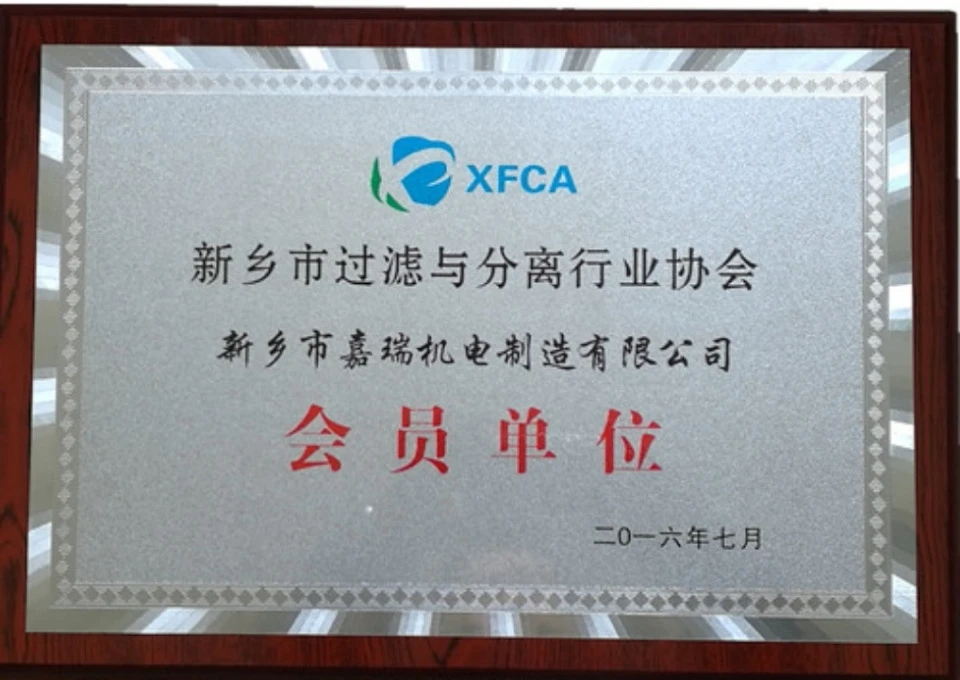 XFCA
新乡市过滤与分离行业协会
新乡市嘉瑞机电制造有限公司
会员单位
二0一六年七月